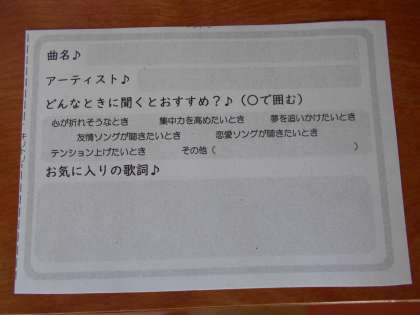 曲名♪
アーティスト♪
どんなときに聞くとおすすめ?♪(○で囲む)
心が折れそうなとき 集中力を高めたいとき 夢を追いかけたいとき
友情ソングが聴きたいとき 恋愛ソングが聴きたいとき
テンション上げたいとき その他( )
お気に入りの歌詞♪